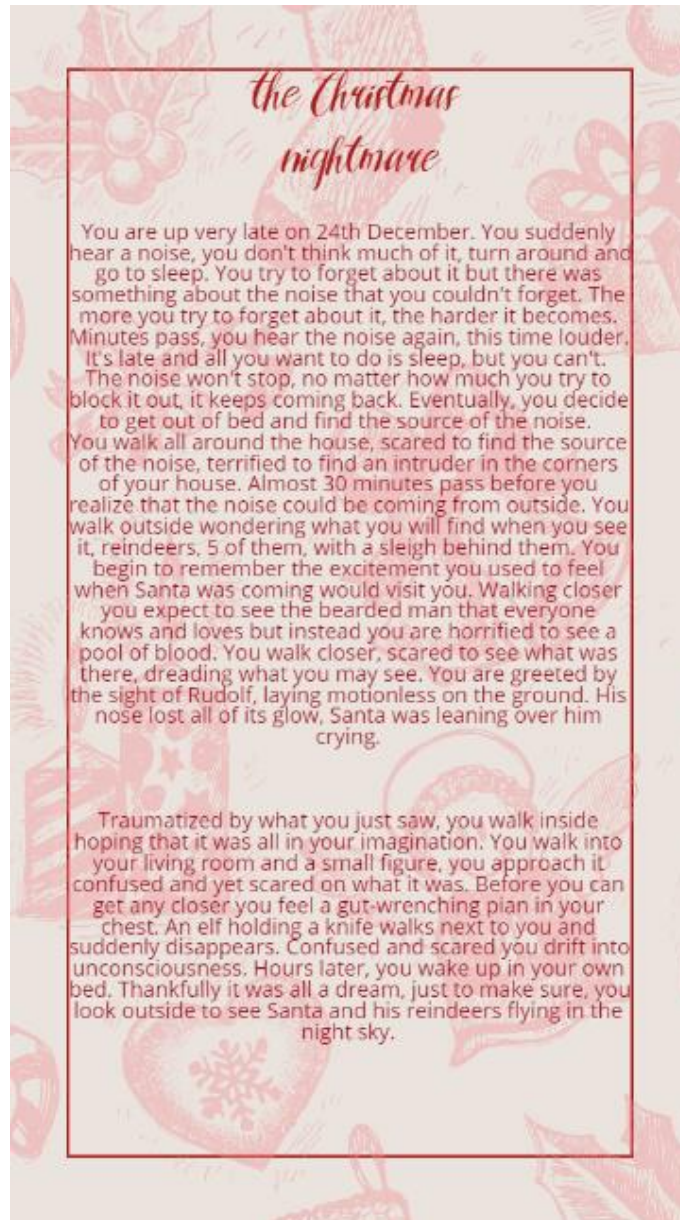 the Christmas
nightmare
You are up very late on 24th December. You suddenly
hear a noise, you don't think much of it, turn around and
go to sleep. You try to forget about it but there was
something about the noise that you couldn't forget. The
more you try to forget about it, the harder it becomes.
Minutes pass, you hear the noise again, this time louder.
It's late and all you want to do is sleep, but you can't.
The noise won't stop, no matter how much you try to
block it out, it keeps coming back. Eventually, you decide
to get out of bed and find the source of the noise.
You walk all around the house, scared to find the source
of the noise, terrified to find an intruder in the corners
of your house. Almost 30 minutes pass before you
realize that the noise could be coming from outside. You
walk outside wondering what you will find when you see
it, reindeers, 5 of them, with a sleigh behind them. You
begin to remember the excitement you used to feel
when Santa was coming would visit you. Walking closer
you expect to see the bearded man that everyone
knows and loves but instead you are horrified to see a
pool of blood. You walk closer, scared to see what was
there, dreading what you may see. You are greeted by
the sight of Rudolf, laying motionless on the ground. His
nose lost all of its glow, Santa was leaning over him
crying.
Traumatized by what you just saw, you walk inside
hoping that it was all in your imagination. You walk into
your living room and a small figure, you approach it
confused and yet scared on what it was. Before you can
get any closer you feel a gut-wrenching pian in your
chest. An elf holding a knife walks next to you and
suddenly disappears. Confused and scared you drift into
unconsciousness. Hours later, you wake up in your own
bed. Thankfully it was all a dream, just to make sure, you
look outside to see Santa and his reindeers flying in the
night sky.